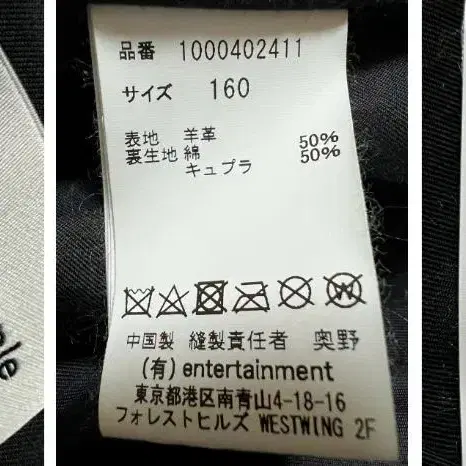 品番 1000402411
サイズ 160
表地 羊革
裏生地 綿 50%
キュプラ 50%
中国製 縫製責任者 奥野
(有) entertainment
東京都港区南青山4-18-16
フォレストヒルズ WESTWING 2F